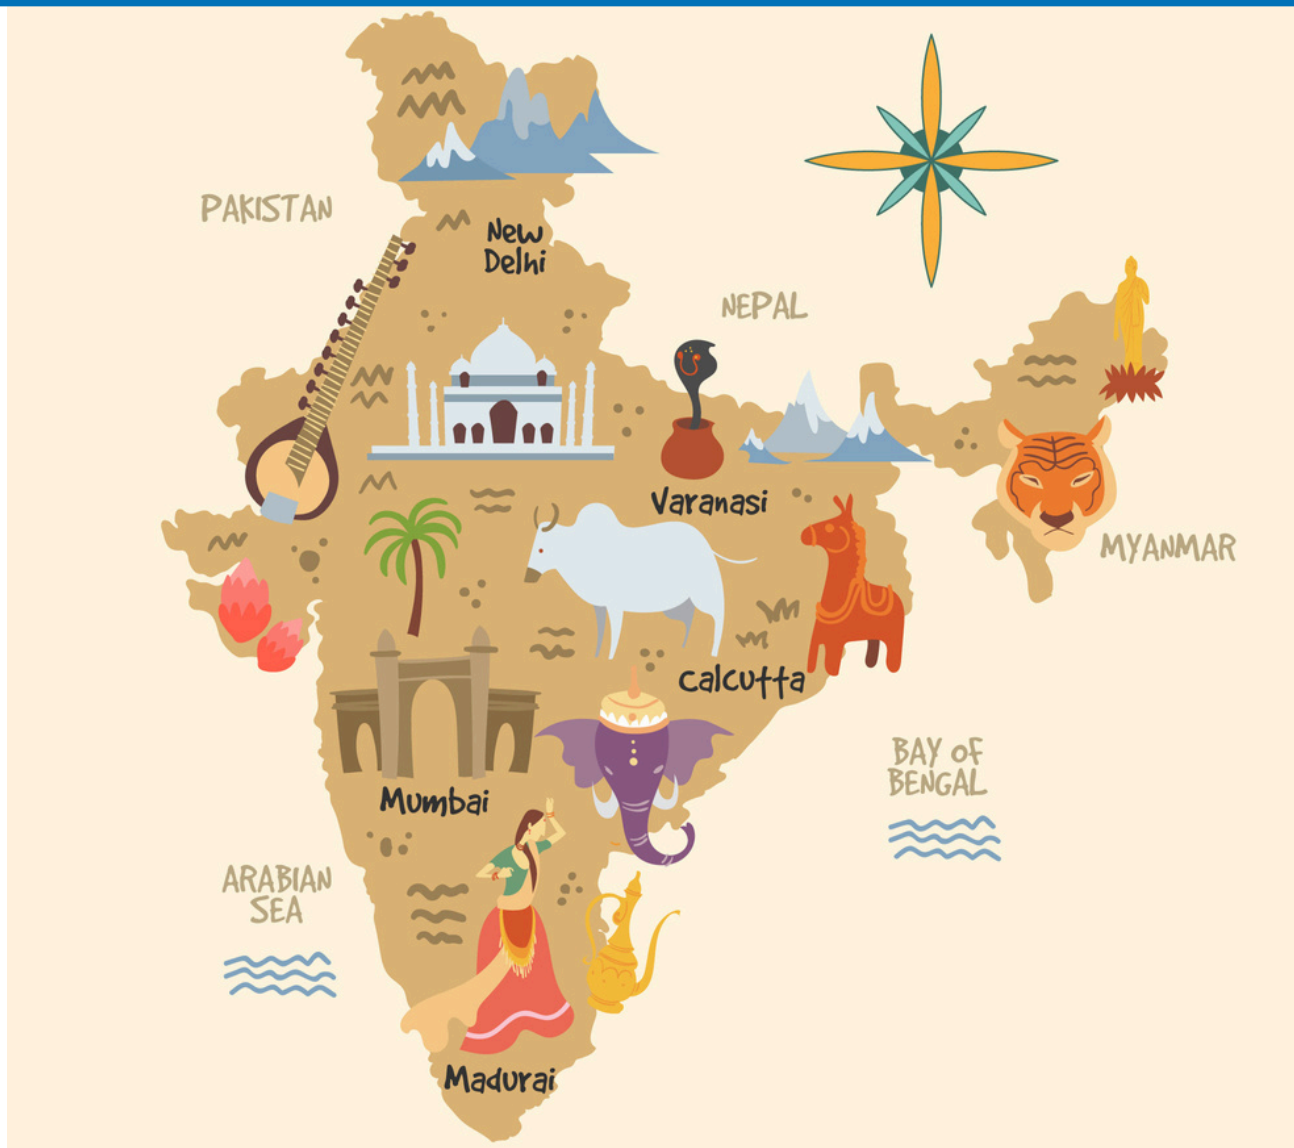 PAKISTAN
New
Delhi
NEPAL
Varanasi
MYANMAR
Calcutta
BAY OF
BENGAL
Mumbai
ARABIAN
SEA
Madurai